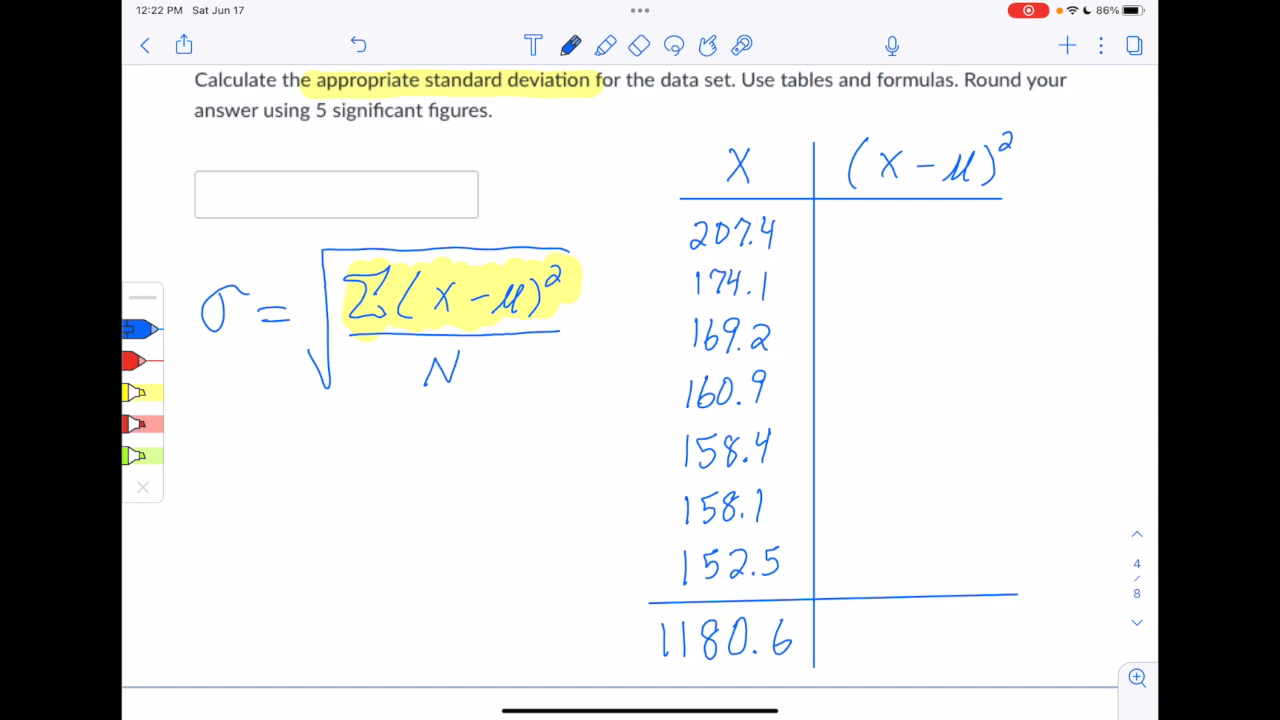 12:22 PM Sat Jun 17
86%
Calculate the appropriate standard deviation for the data set. Use tables and formulas. Round your
answer using 5 significant figures.
X (x - μ)²
207.4
174.1
169.2
160.9
158.4
158.1
152.5
1180.6
σ = √ Σ(x - μ)²
N
T
4
/
8